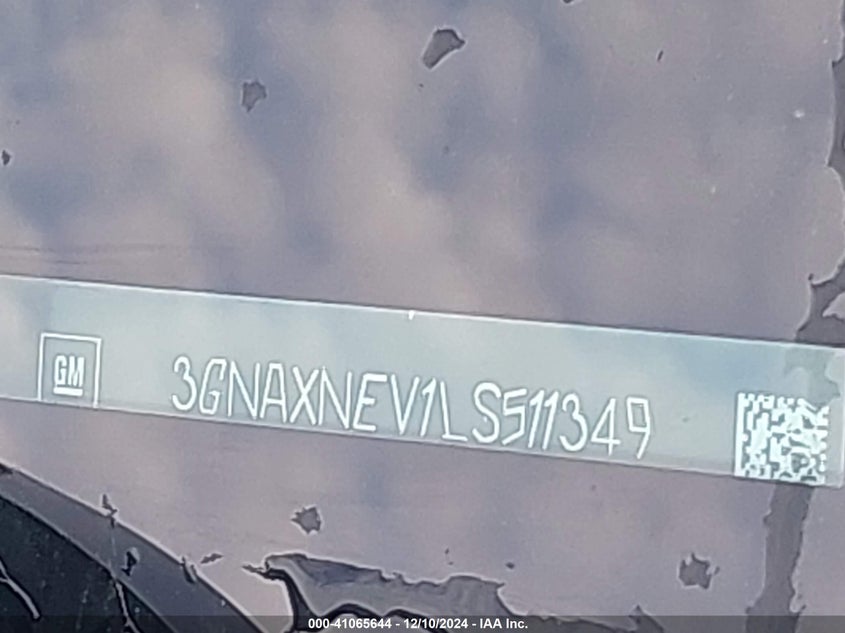 GM 3GNAXNEV1LS511349
000-41065644 - 12/10/2024 - IAA Inc.